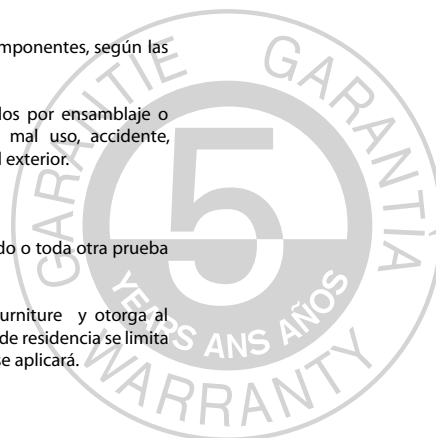 mponentes, según las
los por ensamblaje o
mal uso, accidente,
l exterior.
do o toda otra prueba
urniture y otorga al
de residencia se limita
se aplicará.
GARANTIE GARANTÍA
5
YEARS ANS AÑOS
WARRANTY